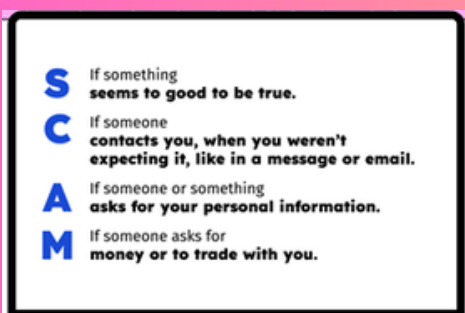 S If something
seems to good to be true.
C If someone
contacts you, when you weren't
expecting it, like in a message or email.
A If someone or something
asks for your personal information.
M If someone asks for
money or to trade with you.